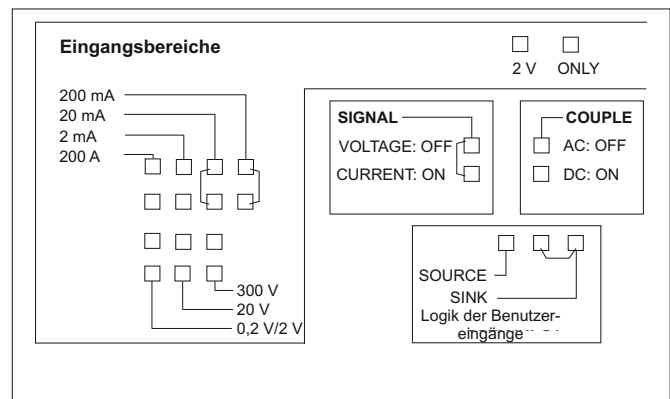 Eingangsbereiche
2 V ONLY
200 mA
20 mA
2 mA
200 A
SIGNAL
VOLTAGE: OFF
CURRENT: ON
COUPLE
AC: OFF
DC: ON
300 V
20 V
0,2 V/2 V
SOURCE
SINK
Logik der Benutzer-
eingänge